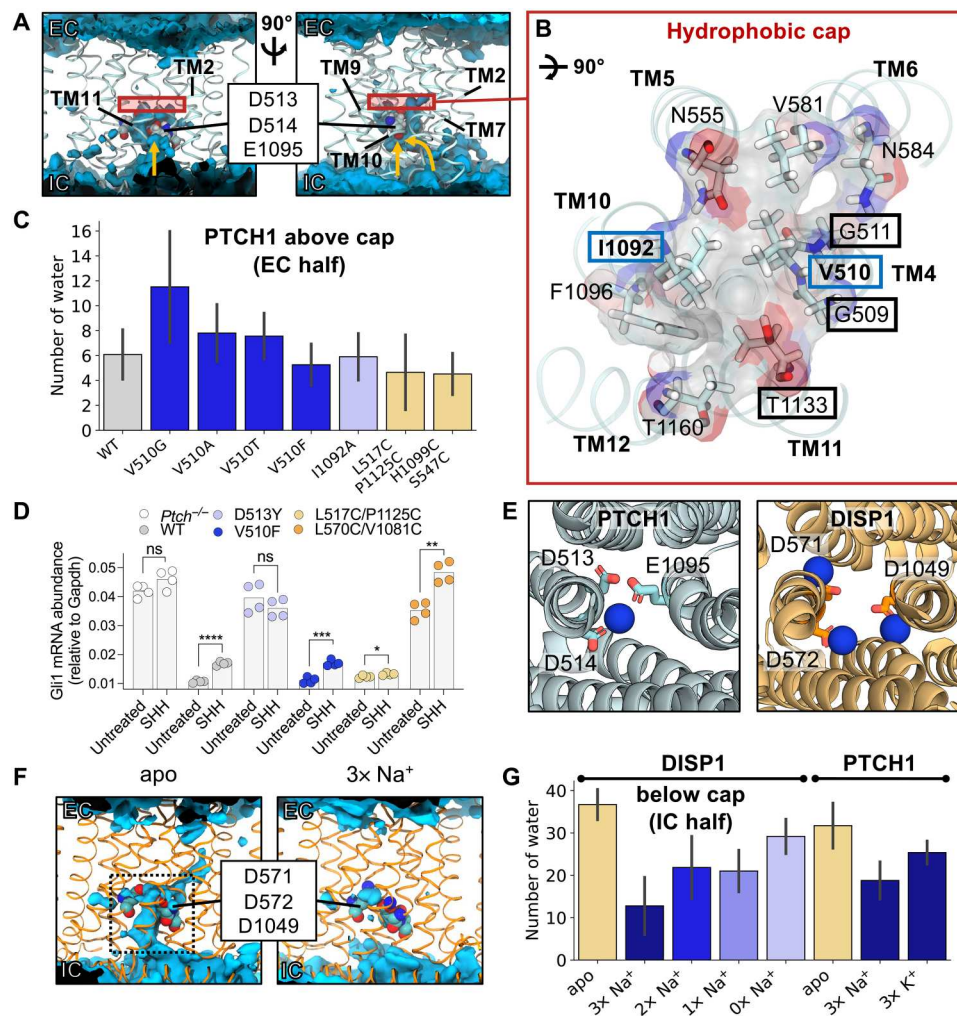 A
90°
EC
EC
TM2
TM9
TM2
TM11
D513
D514
E1095
TM7
TM10
IC
IC
B
Hydrophobic cap
90°
TM5
TM6
N555
V581
N584
TM10
I1092
G511
V510
TM4
F1096
G509
T1133
T1160
TM12
TM11
C
PTCH1 above cap
(EC half)
Number of water
16
14
12
10
8
6
4
2
0
WT
V510G
V510A
V510T
V510F
I1092A
L517C
P1125C
H1099C
S547C
D
Ptch−/−
WT
D513Y
V510F
L517C/P1125C
L570C/V1081C
Gli1 mRNA abundance
(relative to Gapdh)
0.05
0.04
0.03
0.02
0.01
ns
****
ns
***
*
**
Untreated
SHH
Untreated
SHH
Untreated
SHH
Untreated
SHH
Untreated
SHH
Untreated
SHH
E
PTCH1
D513
E1095
D514
DISP1
D571
D1049
D572
F
apo
3× Na+
EC
EC
D571
D572
D1049
IC
IC
G
DISP1
PTCH1
below cap
(IC half)
Number of water
40
30
20
10
0
apo
3× Na+
2× Na+
1× Na+
0× Na+
apo
3× Na+
3× K+